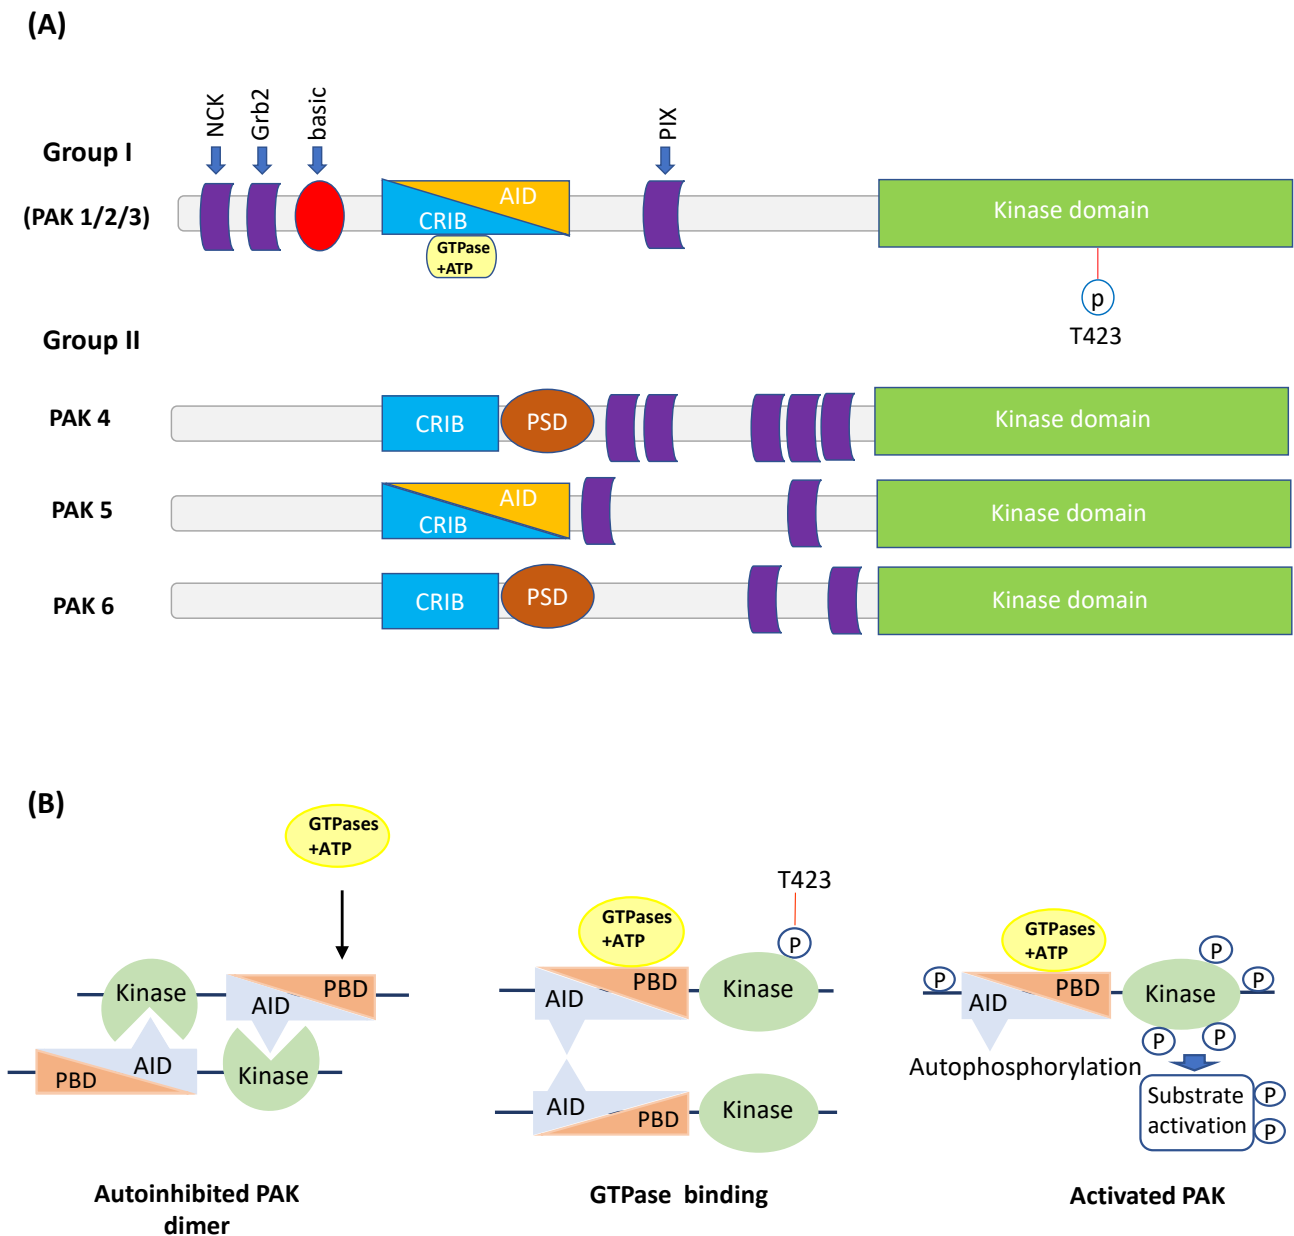 (A)
NCK
Grb2
basic
PIX
Group I
(PAK 1/2/3)
AID
CRIB
GTPase
+ATP
Kinase domain
p
T423
Group II
PAK 4
CRIB
PSD
Kinase domain
PAK 5
AID
CRIB
Kinase domain
PAK 6
CRIB
PSD
Kinase domain
(B)
GTPases
+ATP
Kinase
AID
PBD
PBD
AID
Kinase
Autoinhibited PAK
dimer
T423
GTPases
+ATP
P
AID
PBD
Kinase
AID
PBD
Kinase
GTPase binding
GTPases
+ATP
P
P
P
AID
PBD
Kinase
P
P
Autophosphorylation
Substrate
activation
P
P
Activated PAK